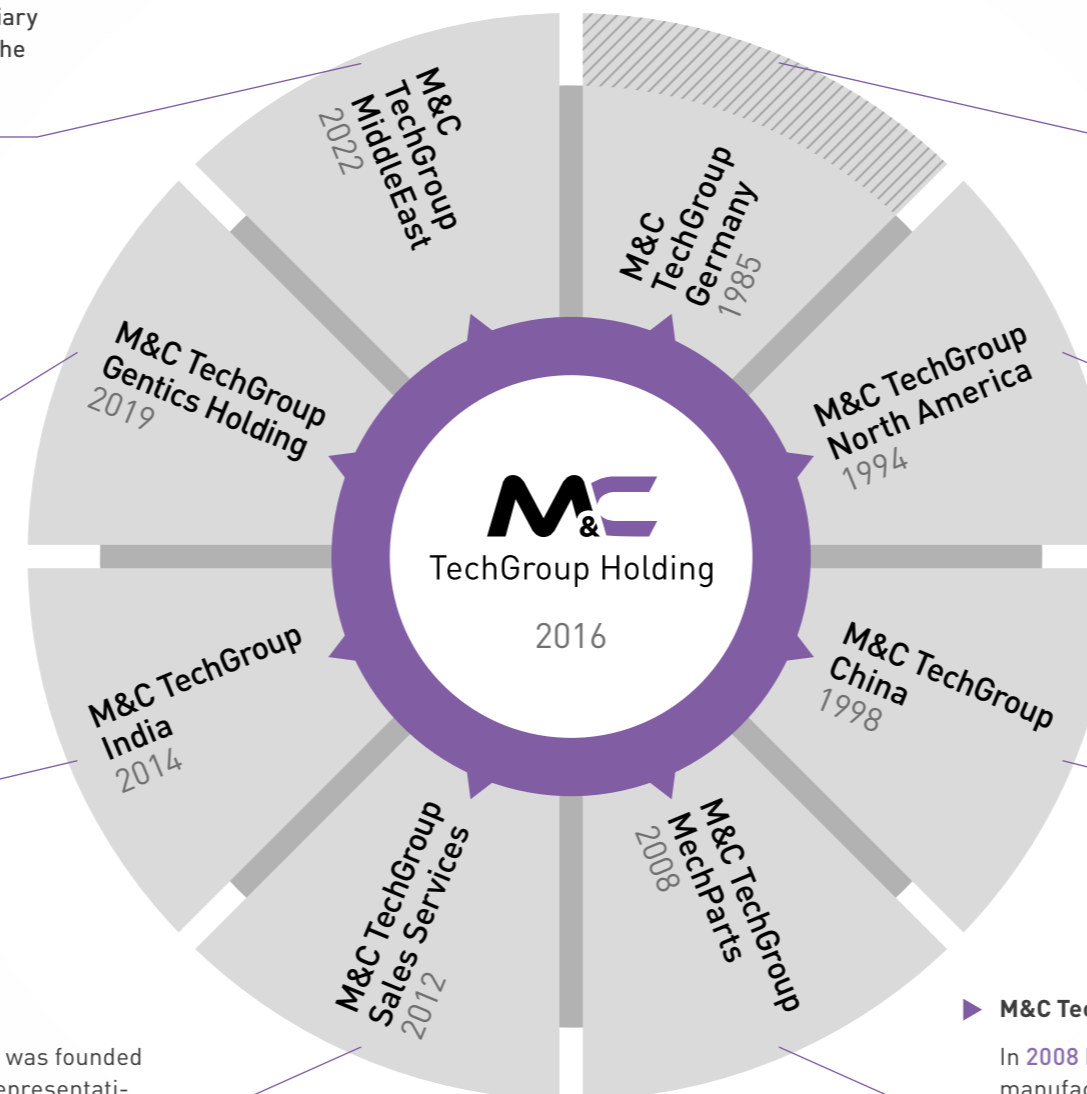 iary
he
M&C
TechGroup
MiddleEast
2022
M&C
TechGroup
Germany
1985
M&C TechGroup
North America
1994
M&C TechGroup
China
1998
M&C TechGroup
MechParts
2008
M&C TechGroup
Sales Services
2012
M&C TechGroup
India
2014
M&C TechGroup
Gentics Holding
2019
M&C
TechGroup Holding
2016
was founded
epresentati-
M&C Tec
In 2008
manufac